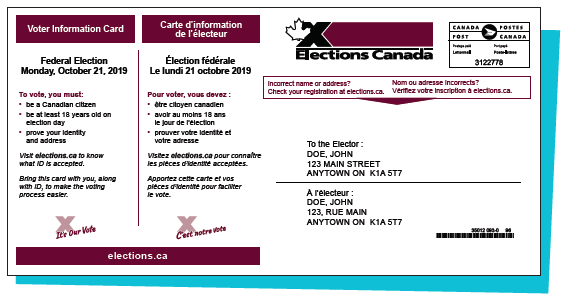 Voter Information Card
Federal Election
Monday, October 21, 2019
To vote, you must:
• be a Canadian citizen
• be at least 18 years old on
election day
• prove your identity
and address
Visit elections.ca to know
what ID is accepted.
Bring this card with you, along
with ID, to make the voting
process easier.
X
It's Our Vote
Carte d'information
de l'électeur
Élection fédérale
Le lundi 21 octobre 2019
Pour voter, vous devez :
• être citoyen canadien
• avoir au moins 18 ans
le jour de l'élection
• prouver votre identité et
votre adresse
Visitez elections.ca pour connaître
les pièces d'identité acceptées.
Apportez cette carte et vos
pièces d'identité pour faciliter
le vote.
X
C'est notre vote
elections.ca
X
Elections Canada
CANADA POSTES
POST CANADA
Postage paid Port payé
Lettermail Poste-lettres
3122778
Incorrect name or address?
Check your registration at elections.ca.
Nom ou adresse incorrects?
Vérifiez votre inscription à elections.ca.
To the Elector :
DOE, JOHN
123 MAIN STREET
ANYTOWN ON K1A 5T7
À l'électeur :
DOE, JOHN
123, RUE MAIN
ANYTOWN ON K1A 5T7